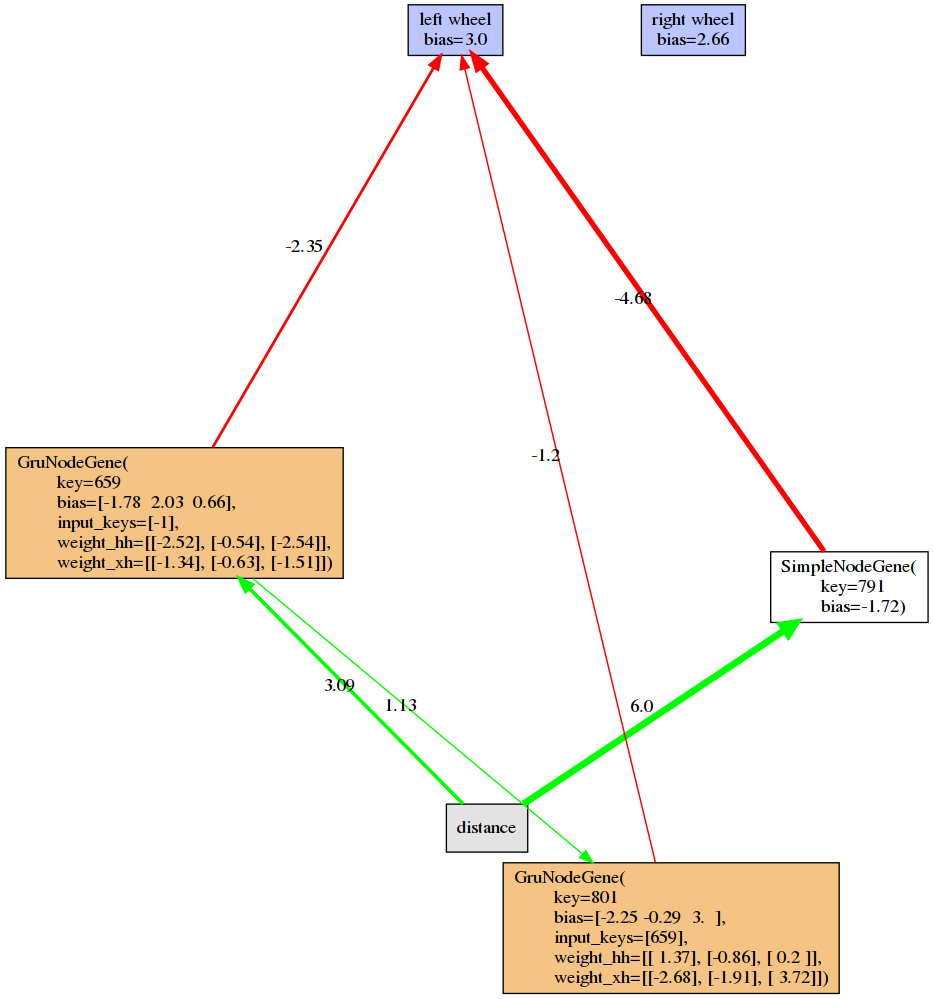 left wheel
bias=3.0
right wheel
bias=2.66
-2.35
-4.68
-1.2
GruNodeGene(
key=659
bias=[-1.78  2.03  0.66],
input_keys=[-1],
weight_hh=[[-2.52], [-0.54], [-2.54]],
weight_xh=[[-1.34], [-0.63], [-1.51]])
SimpleNodeGene(
key=791
bias=-1.72)
3.09
1.13
6.0
distance
GruNodeGene(
key=801
bias=[-2.25 -0.29  3.  ],
input_keys=[659],
weight_hh=[[ 1.37], [-0.86], [ 0.2 ]],
weight_xh=[[-2.68], [-1.91], [ 3.72]])